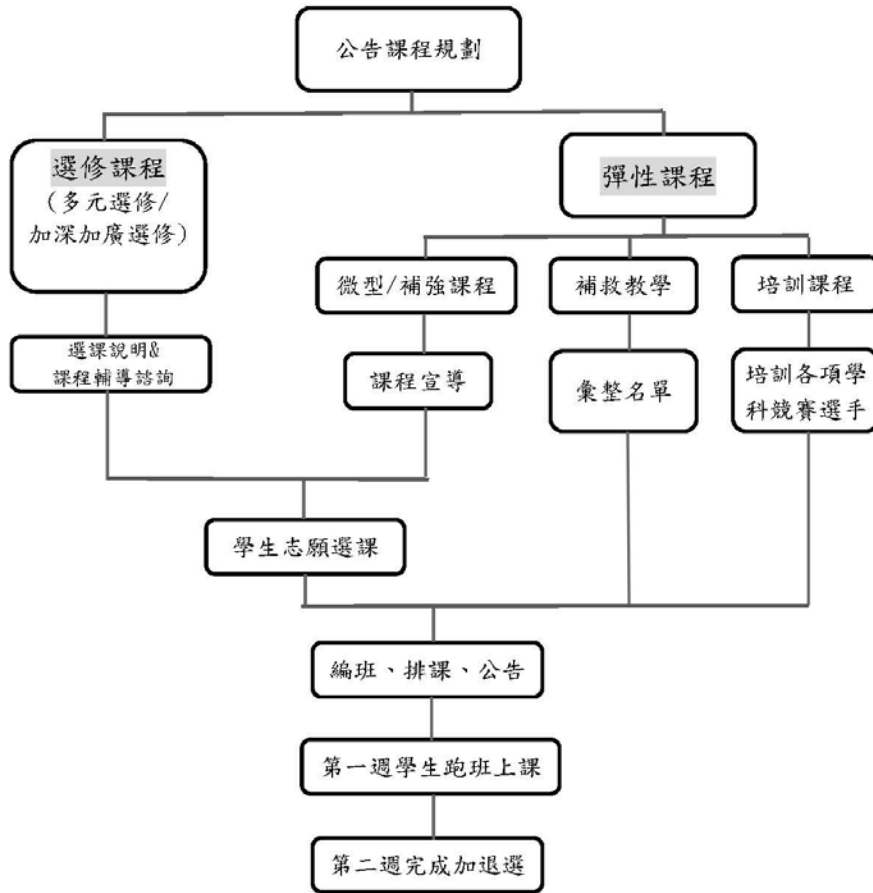 公告課程規劃
選修課程
(多元選修/
加深加廣選修)
彈性課程
微型/補強課程
補救教學
培訓課程
選課說明&
課程輔導諮詢
課程宣導
彙整名單
培訓各項學
科競賽選手
學生志願選課
編班、排課、公告
第一週學生跑班上課
第二週完成加退選